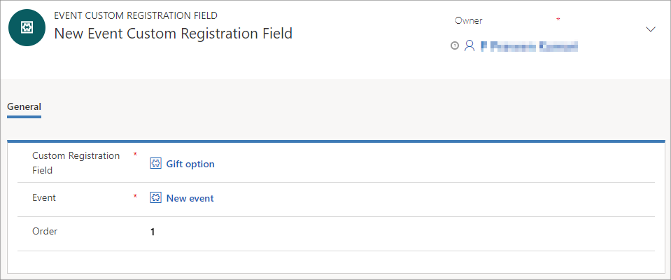 EVENT CUSTOM REGISTRATION FIELD
New Event Custom Registration Field
Owner *
General
Custom Registration * Gift option
Field
Event * New event
Order 1